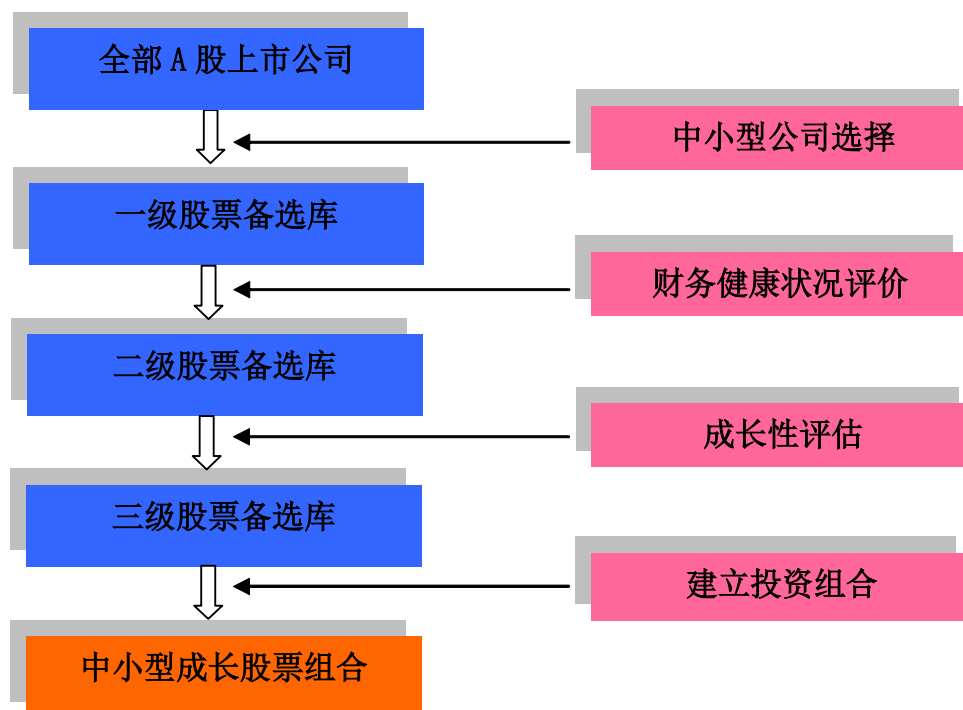 全部 A 股上市公司
中小型公司选择
一级股票备选库
财务健康状况评价
二级股票备选库
成长性评估
三级股票备选库
建立投资组合
中小型成长股票组合